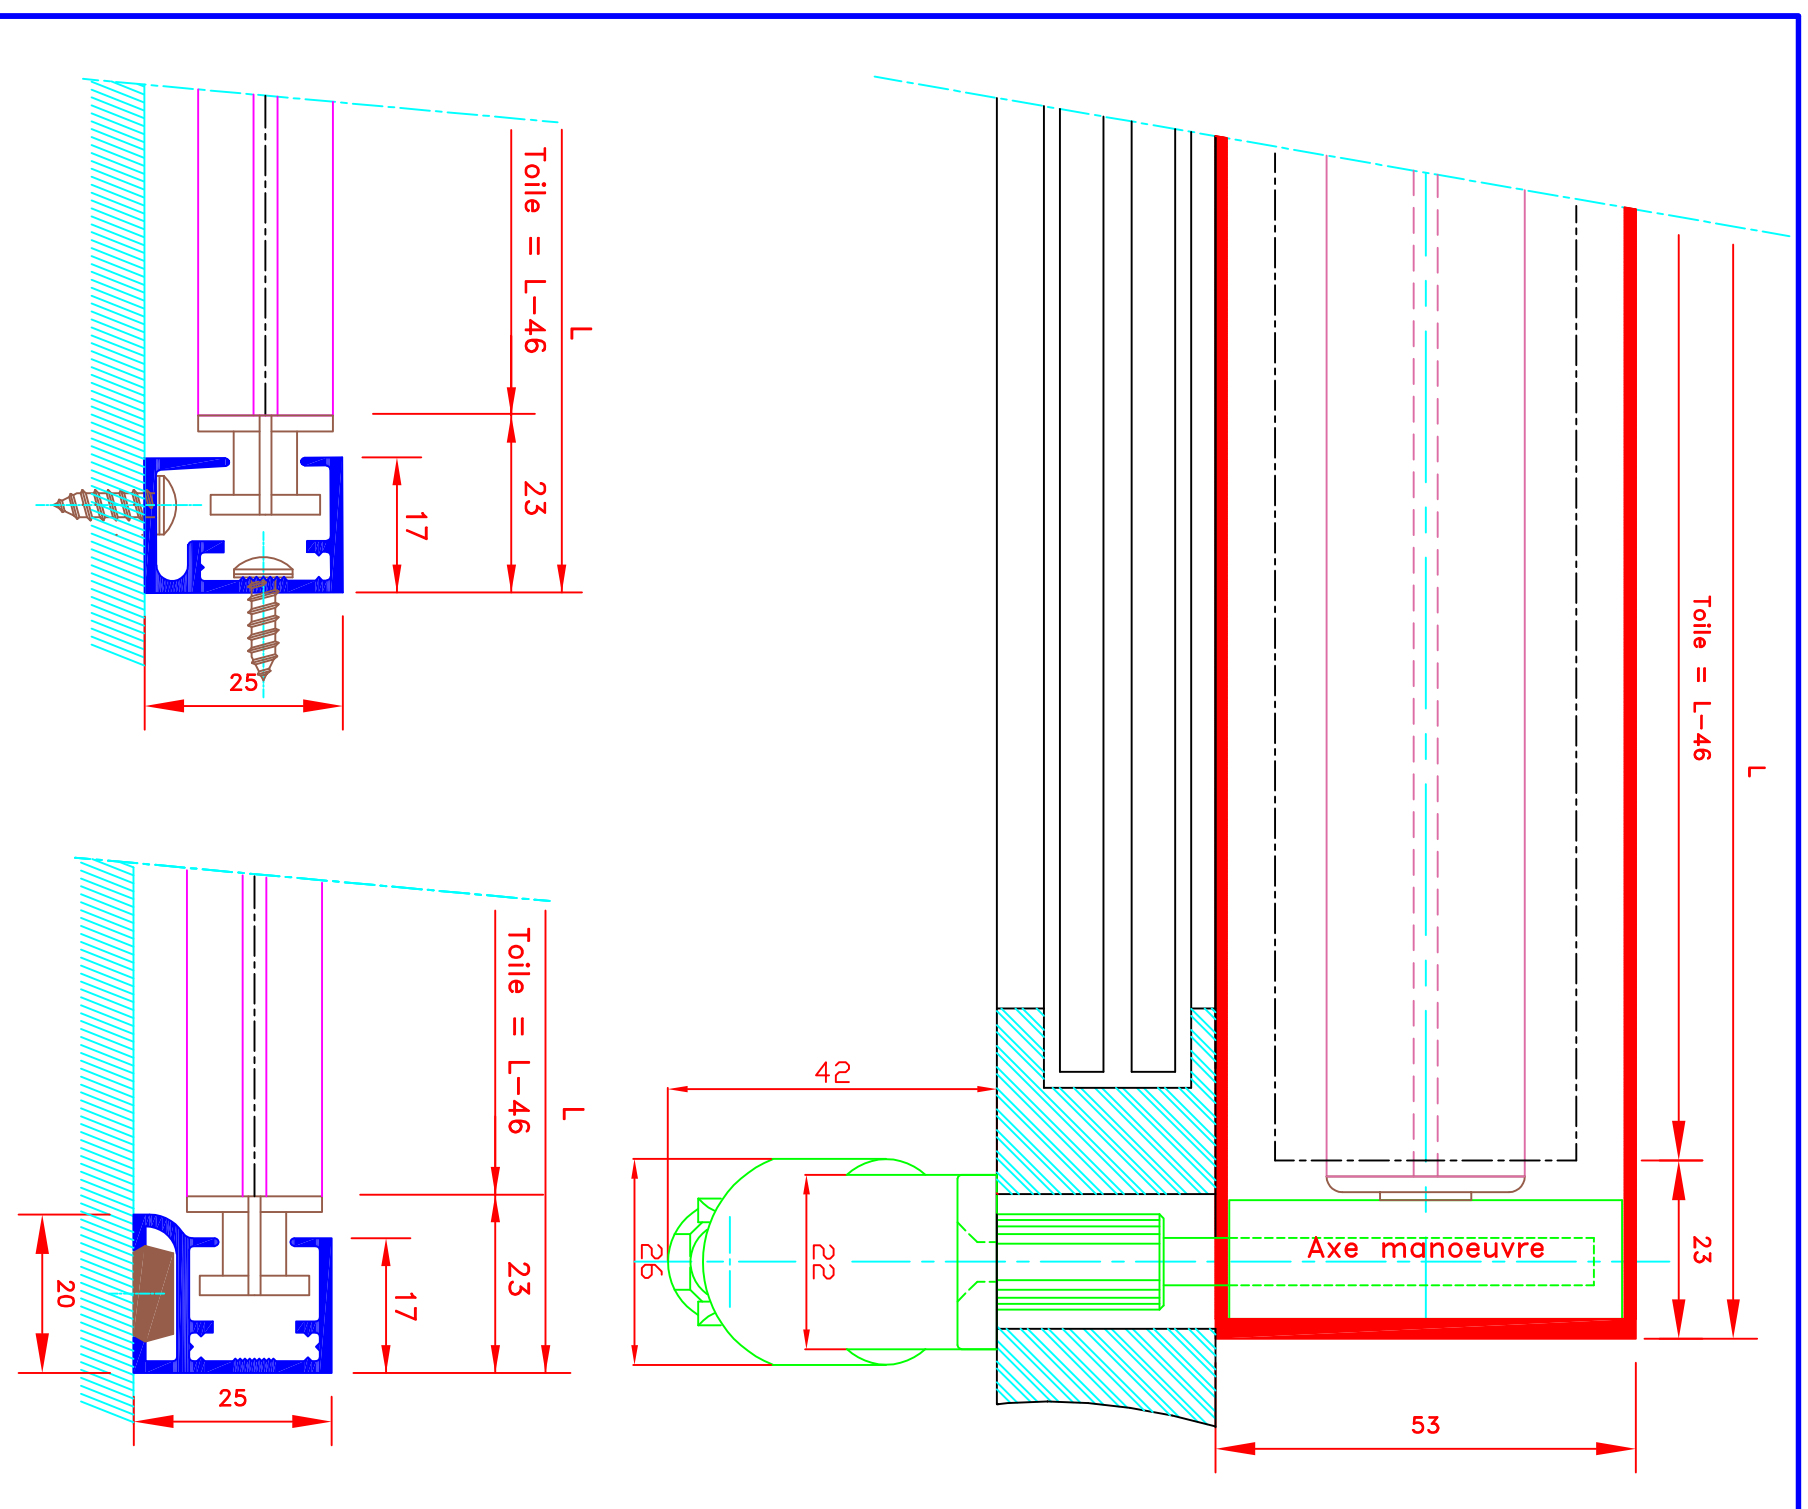 Toile = L-46
L
23
17
25
Toile = L-46
L
23
53
Axe manoeuvre
42
26
22
Toile = L-46
L
23
17
20
25